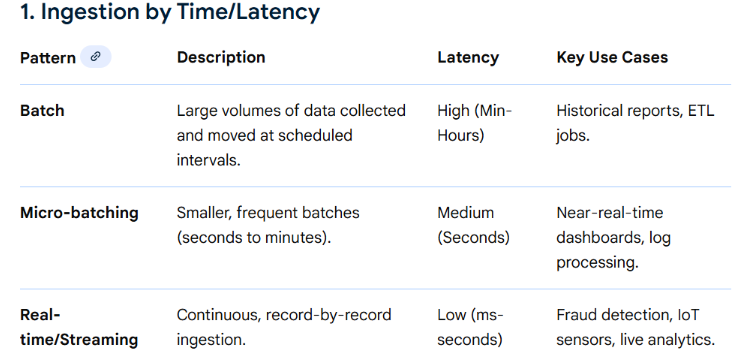 1. Ingestion by Time/Latency
Pattern Description Latency Key Use Cases
Batch Large volumes of data collected High (Min- Historical reports, ETL
and moved at scheduled Hours) jobs.
intervals.
Micro-batching Smaller, frequent batches Medium Near-real-time
(seconds to minutes). (Seconds) dashboards, log
processing.
Real- Continuous, record-by-record Low (ms- Fraud detection, IoT
time/Streaming ingestion. seconds) sensors, live analytics.